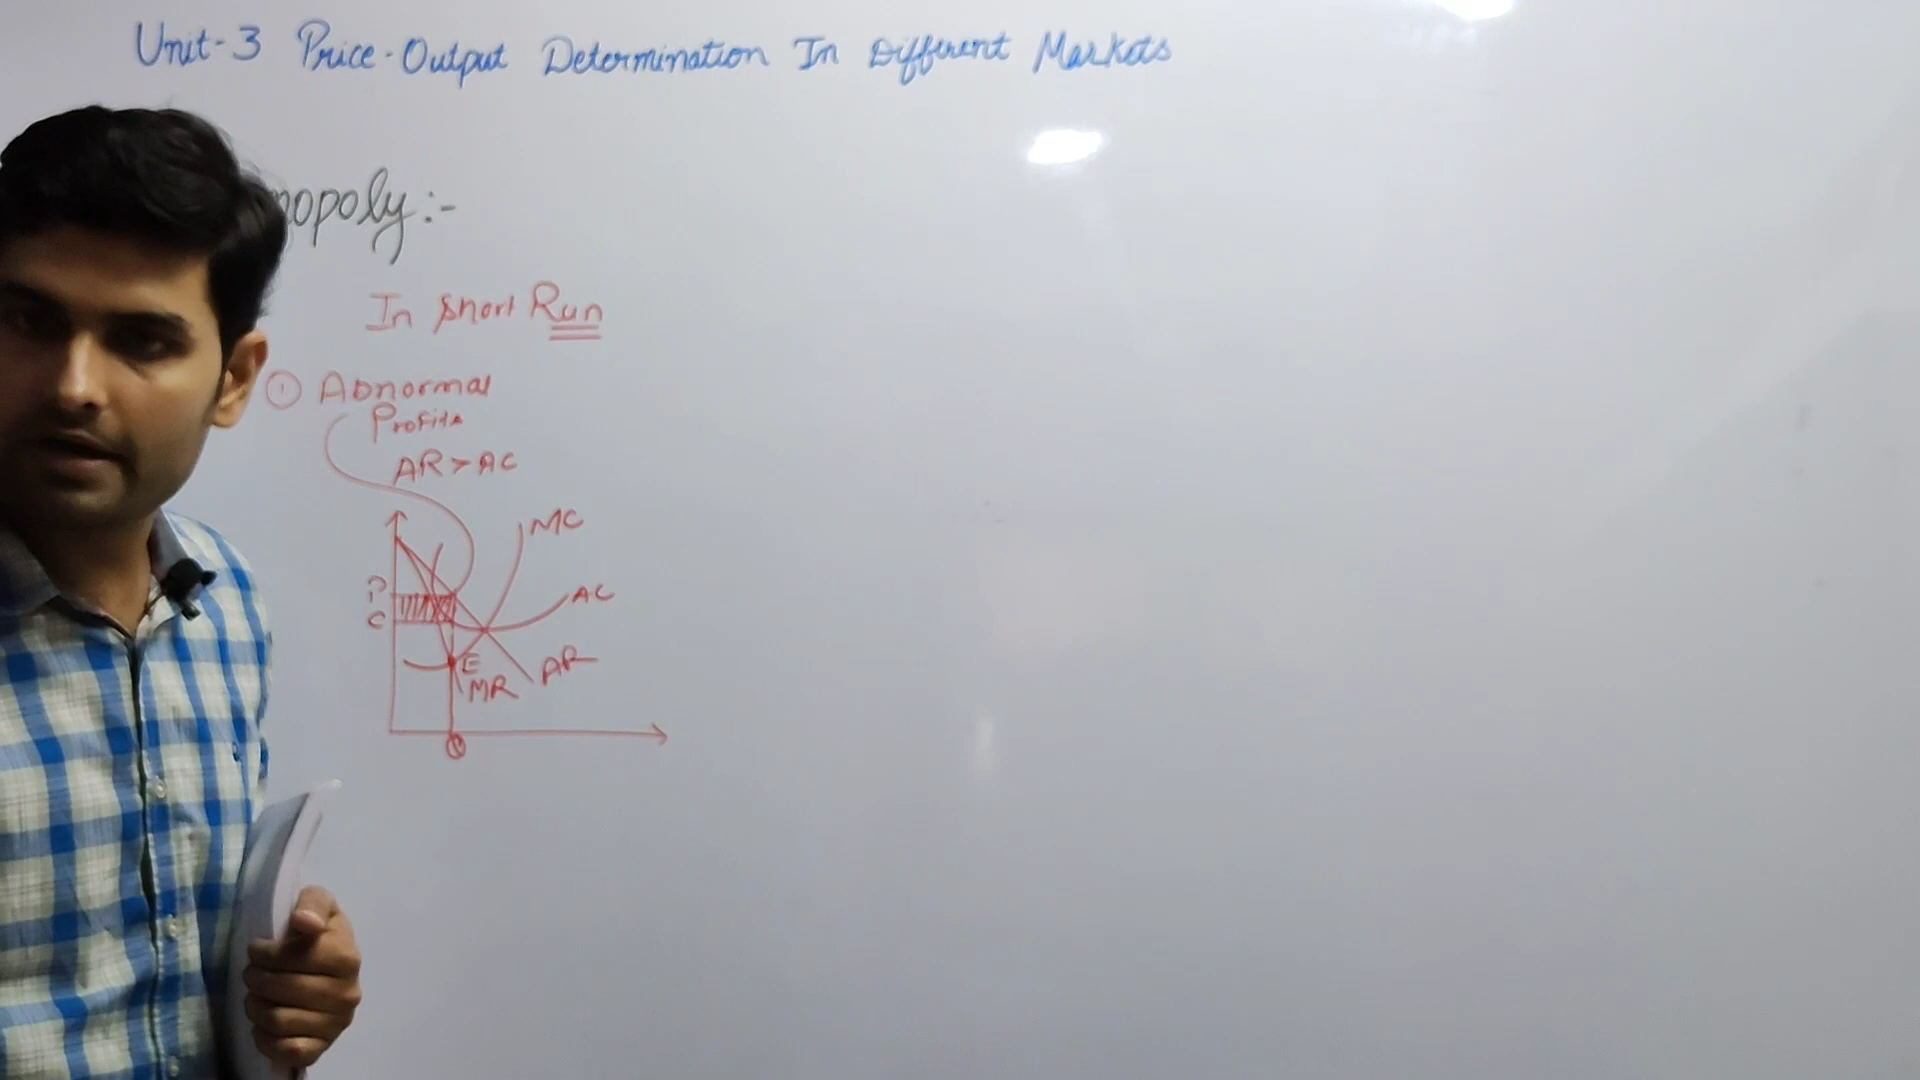 Unit-3 Price-Output Determination In Different Markets
nopoly:-
In Short Run
① Abnormal
Profits
AR > AC
MC
P
AC
C
E
AR
MR